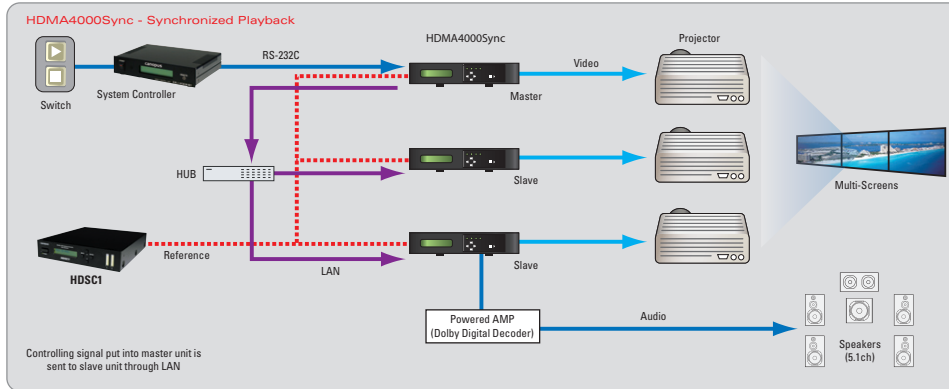 HDMA4000Sync - Synchronized Playback
Switch
canopus
System Controller
RS-232C
HDMA4000Sync
Master
Video
Projector
HUB
Slave
Multi-Screens
Reference
HDSC1
LAN
Slave
Powered AMP
(Dolby Digital Decoder)
Audio
Speakers
(5.1ch)
Controlling signal put into master unit is
sent to slave unit through LAN